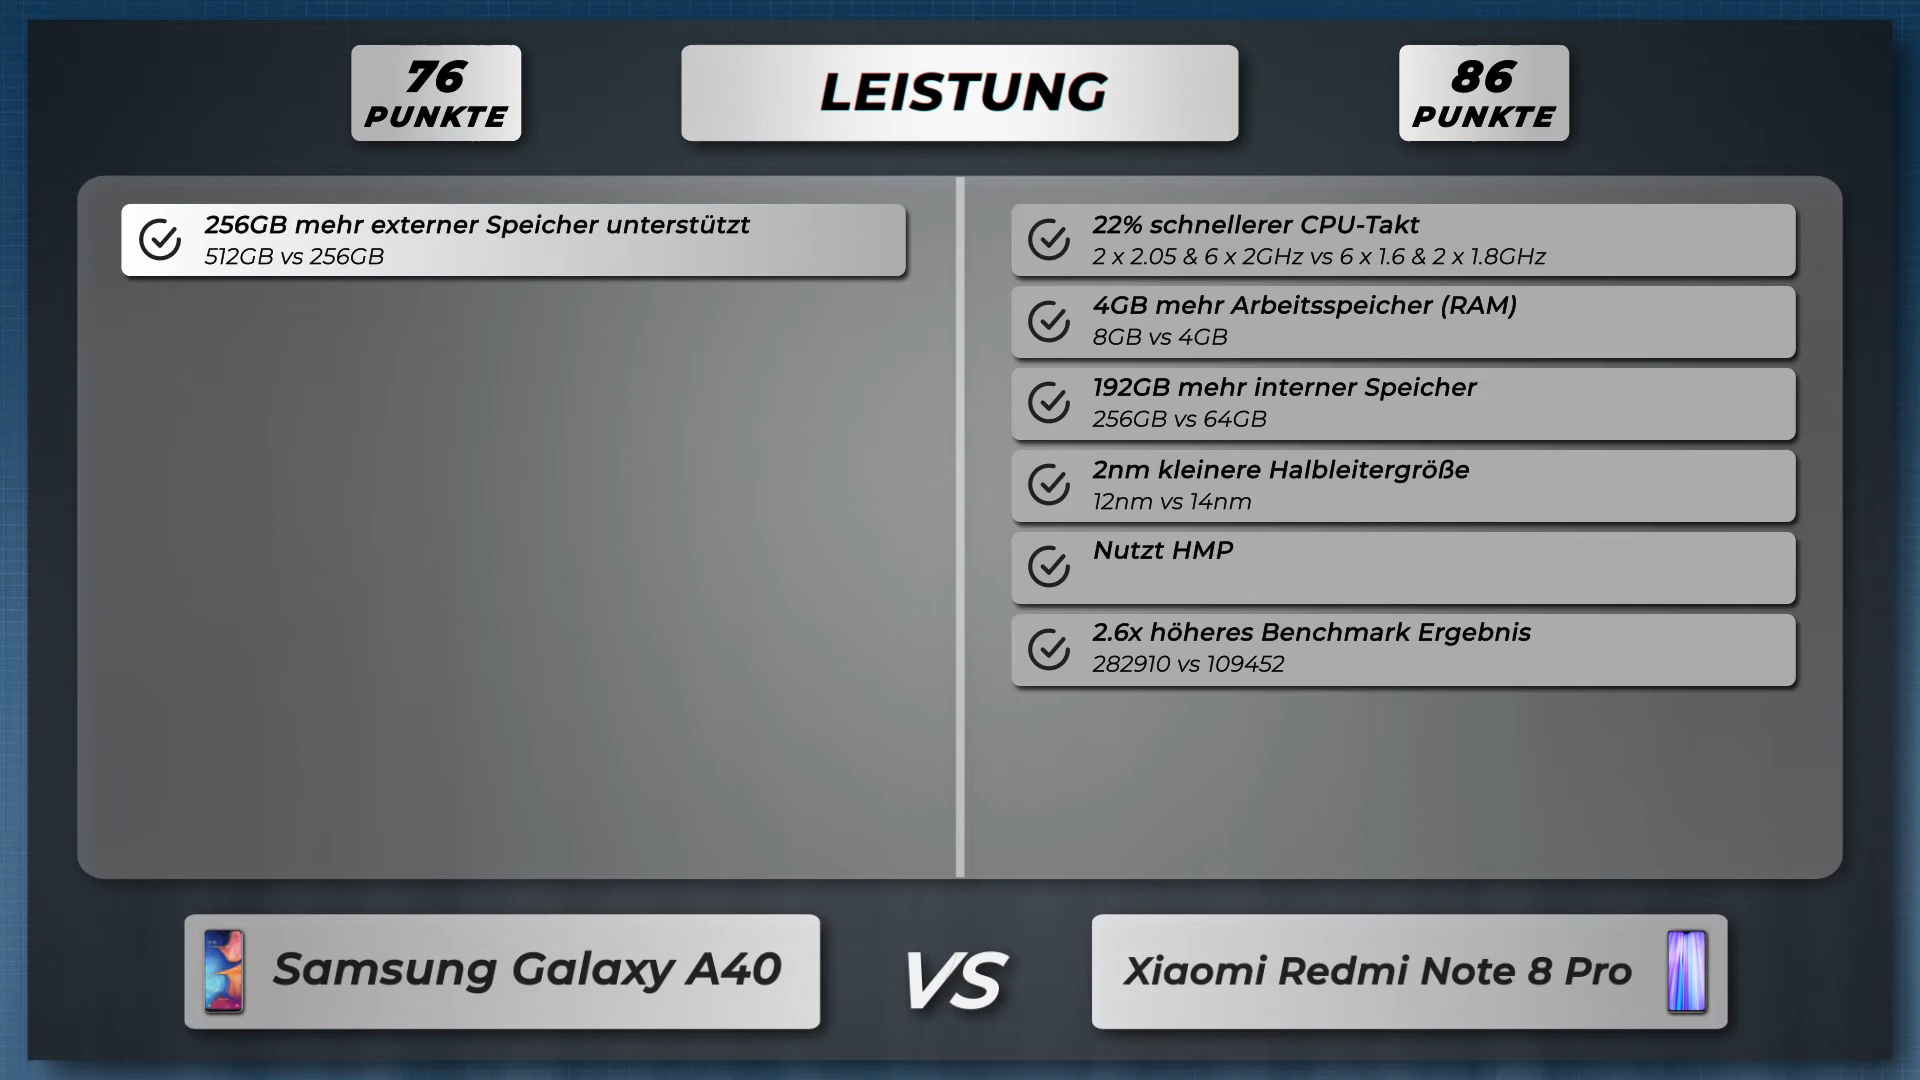 76
PUNKTE
LEISTUNG
86
PUNKTE
256GB mehr externer Speicher unterstützt
512GB vs 256GB
22% schnellerer CPU-Takt
2 x 2.05 & 6 x 2GHz vs 6 x 1.6 & 2 x 1.8GHz
4GB mehr Arbeitsspeicher (RAM)
8GB vs 4GB
192GB mehr interner Speicher
256GB vs 64GB
2nm kleinere Halbleitergröße
12nm vs 14nm
Nutzt HMP
2.6x höheres Benchmark Ergebnis
282910 vs 109452
Samsung Galaxy A40
VS
Xiaomi Redmi Note 8 Pro